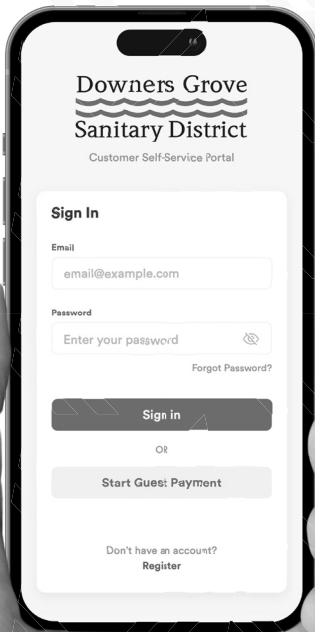 Downers Grove
Sanitary District
Customer Self-Service Portal
Sign In
Email
email@example.com
Password
Enter your password
Forgot Password?
Sign in
OR
Start Guest Payment
Don't have an account?
Register